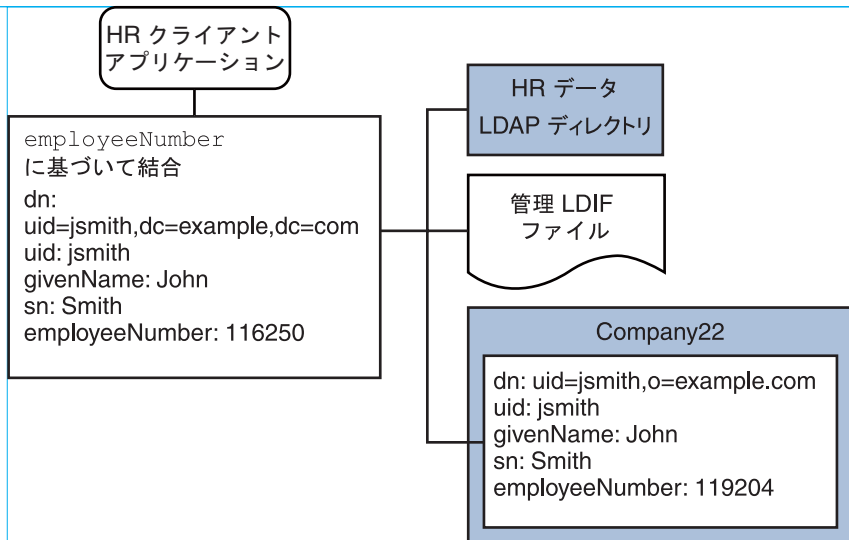 HR クライアント
アプリケーション
employeeNumber
に基づいて結合
dn:
uid=jsmith,dc=example,dc=com
uid: jsmith
givenName: John
sn: Smith
employeeNumber: 116250
HR データ
LDAP ディレクトリ
管理 LDIF
ファイル
Company22
dn: uid=jsmith,o=example.com
uid: jsmith
givenName: John
sn: Smith
employeeNumber: 119204